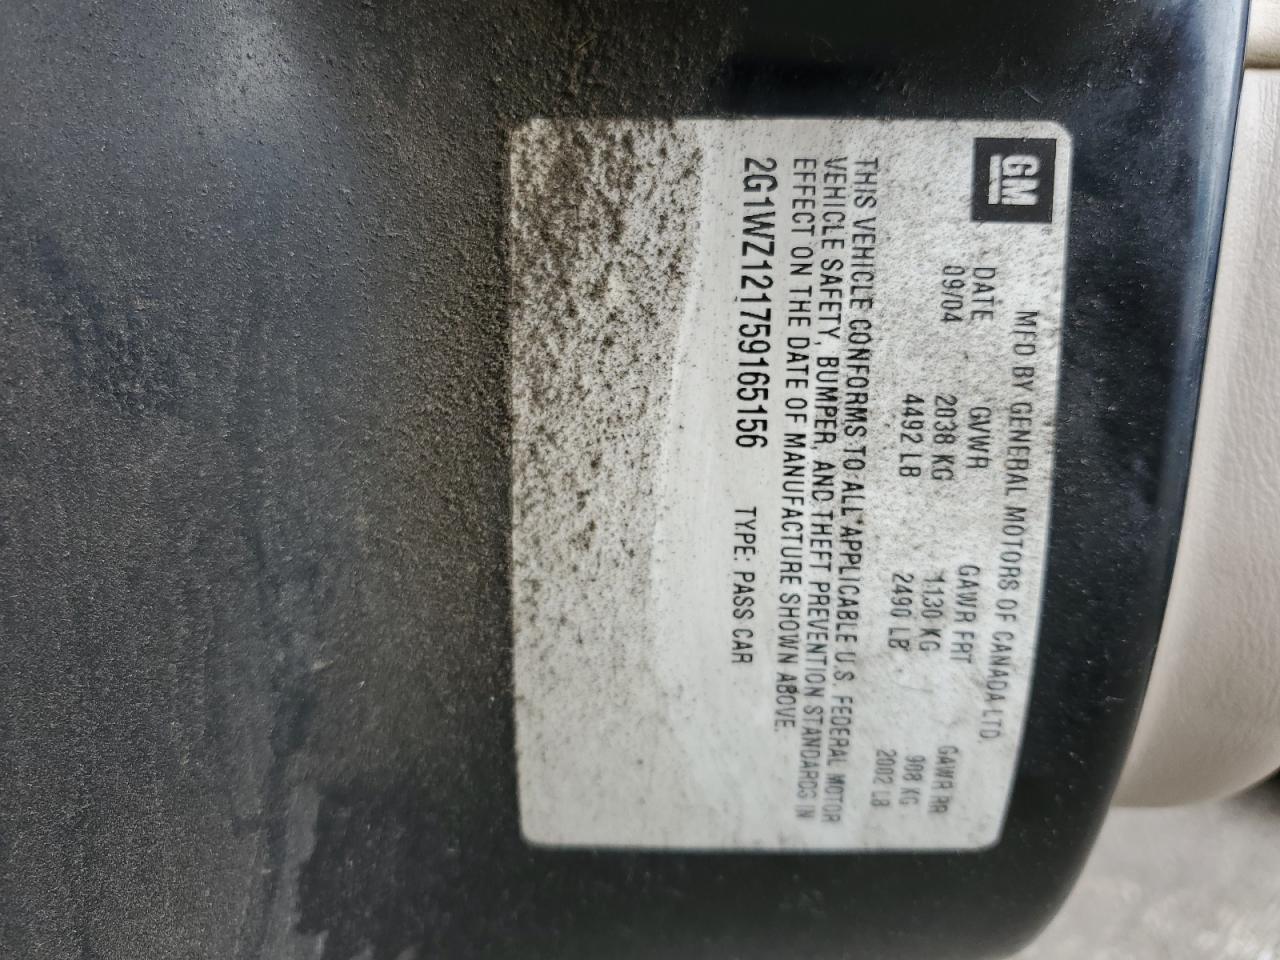 GM
MFD BY GENERAL MOTORS OF CANADA LTD.
DATE GVWR GAWR FRT GAWR RR
09/04 2038 KG 1130 KG 908 KG
4492 LB 2490 LB 2002 LB
THIS VEHICLE CONFORMS TO ALL APPLICABLE U.S. FEDERAL MOTOR
VEHICLE SAFETY, BUMPER, AND THEFT PREVENTION STANDARDS IN
EFFECT ON THE DATE OF MANUFACTURE SHOWN ABOVE.
2G1WZ121759165156 TYPE: PASS CAR